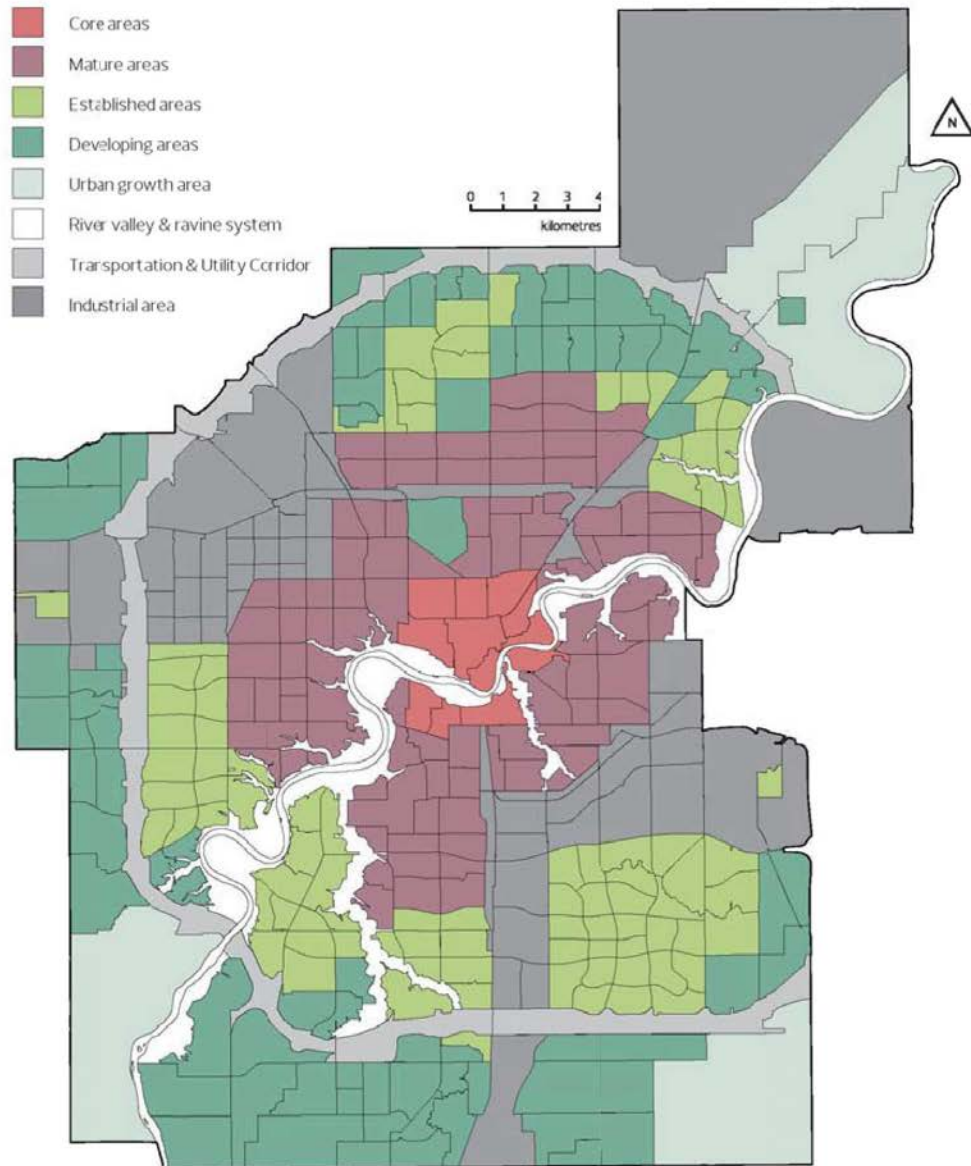 Core areas
Mature areas
Established areas
Developing areas
Urban growth area
River valley & ravine system
Transportation & Utility Corridor
Industrial area
N
0 1 2 3 4
kilometres